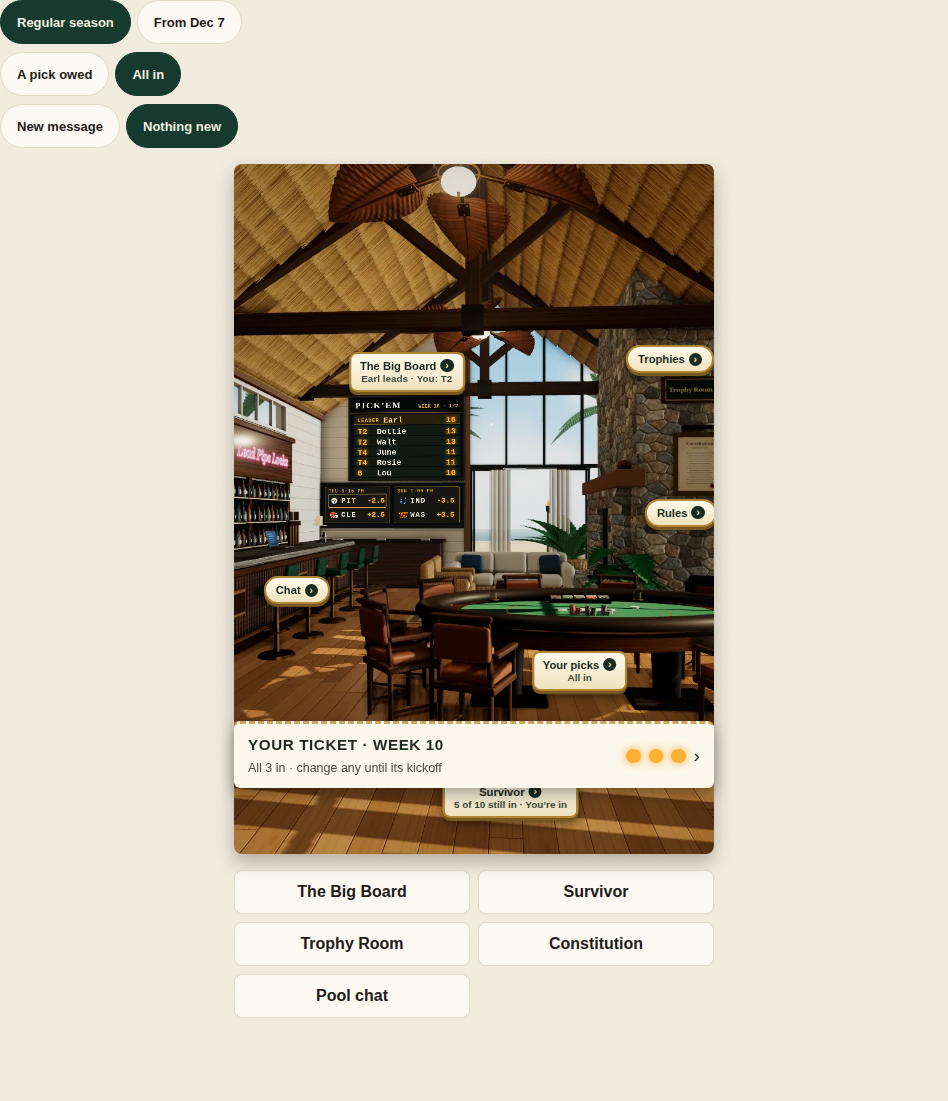 Regular season
From Dec 7
A pick owed
All in
New message
Nothing new
The Big Board
Earl leads · You: T2
Trophies
Trophy Room
PICK'EM
LEADER Earl 15
T2 Dottie 13
T2 Walt 13
T4 June 11
T4 Rosie 11
6 Lou 10
PIT -2.5
IND -3.5
CLE +2.5
WAS +3.5
Rules
Chat
Your picks
All in
YOUR TICKET · WEEK 10
All 3 in · change any until its kickoff
Survivor
5 of 10 still in · You're in
The Big Board
Survivor
Trophy Room
Constitution
Pool chat